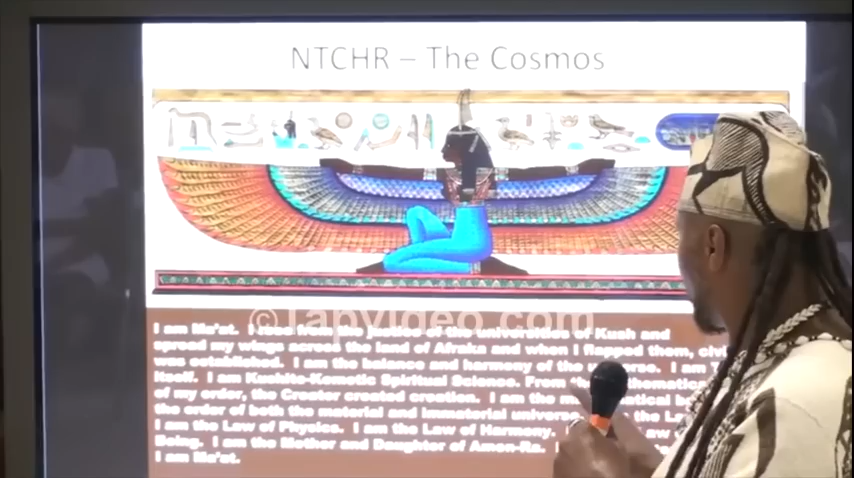 NTCHR – The Cosmos
© Tapvideo.com
I am Ma'at. I rose from the justice of the universities of Kush and
spread my wings across the land of Afraka and when I flapped them, civi
was established. I am the balance and harmony of the
Itself. I am Kushite-Kemetic Spiritual Science. From
of my order, the Creator created creation. I am the
the order of both the material and immaterial universe the
I am the Law of Physics. I am the Law of Harmony.
Being. I am the Mother and Daughter of Amon-Ra.
I am Ma'at.